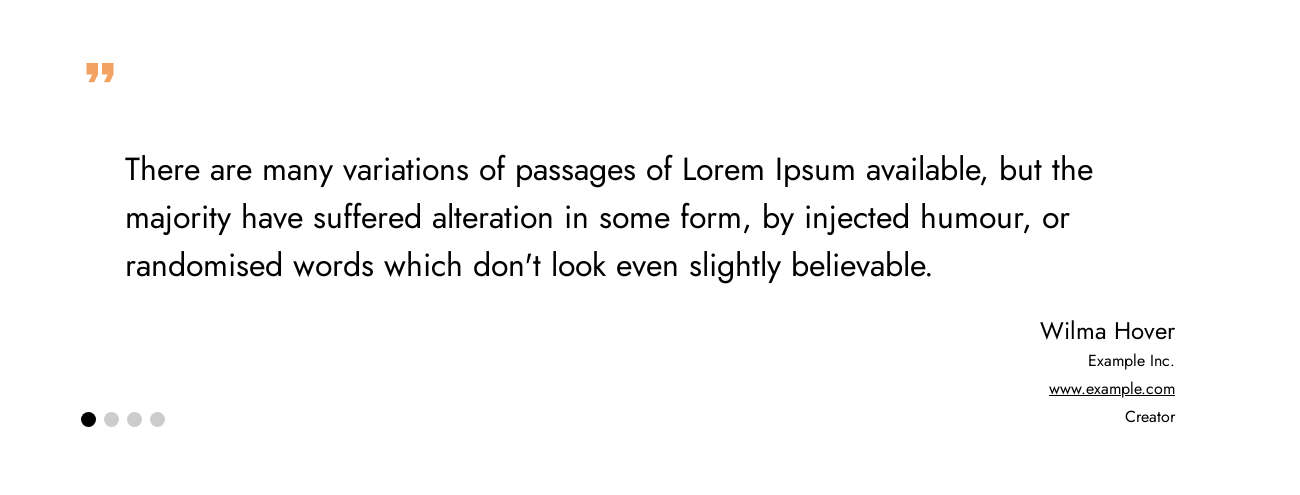 ”
There are many variations of passages of Lorem Ipsum available, but the
majority have suffered alteration in some form, by injected humour, or
randomised words which don't look even slightly believable.
Wilma Hover
Example Inc.
www.example.com
Creator